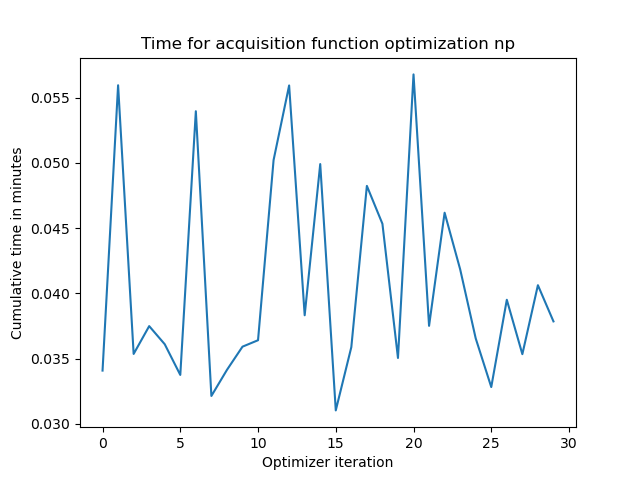 Time for acquisition function optimization np
Cumulative time in minutes
0.055
0.050
0.045
0.040
0.035
0.030
0 5 10 15 20 25 30
Optimizer iteration